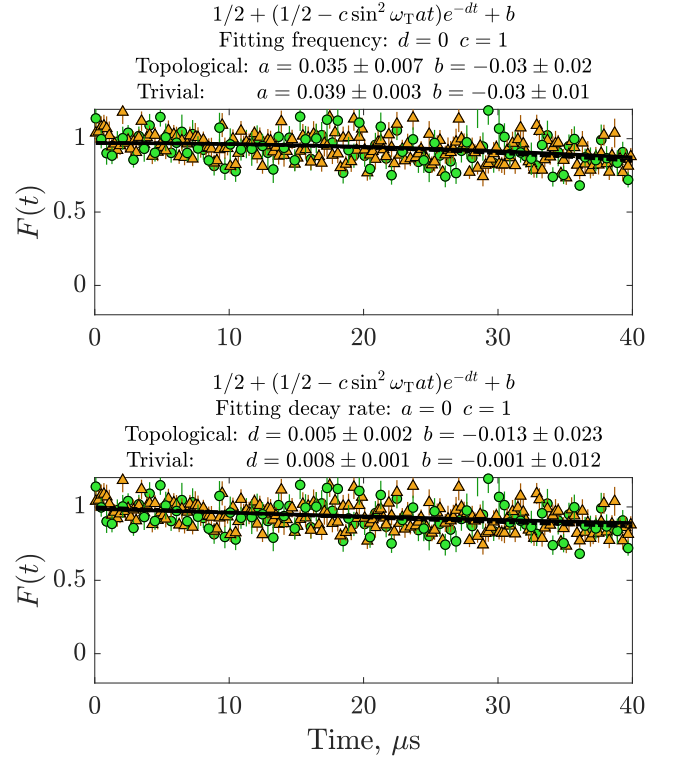 1/2 + (1/2 − c sin² ω_T at)e^{−dt} + b
Fitting frequency: d = 0 c = 1
Topological: a = 0.035 ± 0.007 b = −0.03 ± 0.02
Trivial: a = 0.039 ± 0.003 b = −0.03 ± 0.01
1
0.5
0
F(t)
0 10 20 30 40
1/2 + (1/2 − c sin² ω_T at)e^{−dt} + b
Fitting decay rate: a = 0 c = 1
Topological: d = 0.005 ± 0.002 b = −0.013 ± 0.023
Trivial: d = 0.008 ± 0.001 b = −0.001 ± 0.012
1
0.5
0
F(t)
0 10 20 30 40
Time, μs